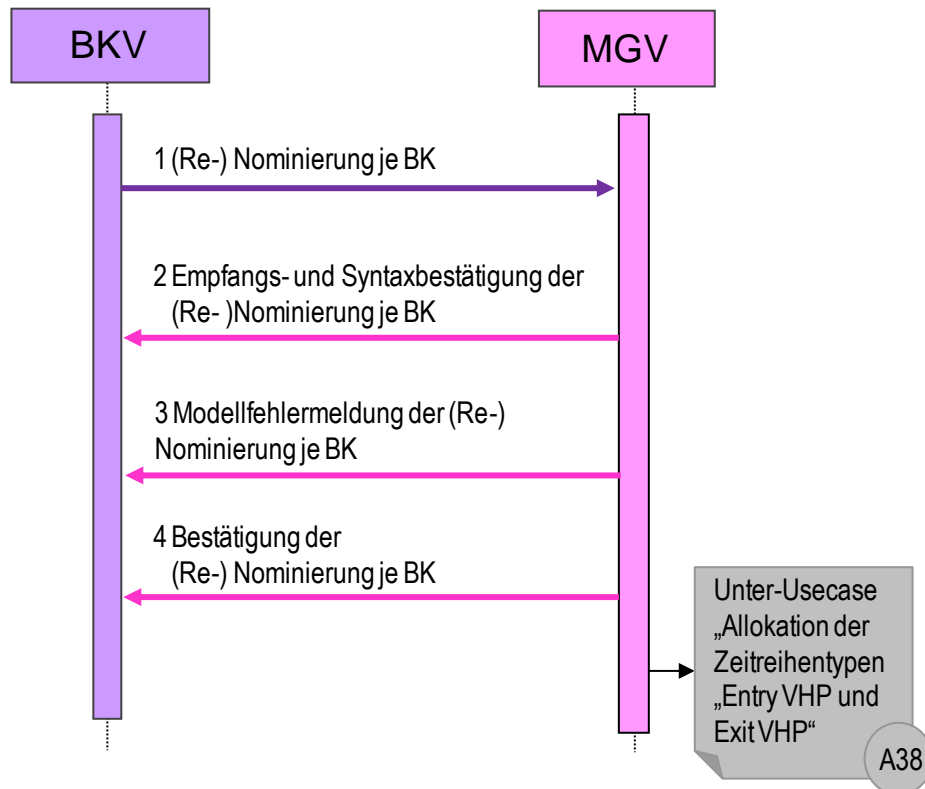 BKV
MGV
1 (Re-) Nominierung je BK
2 Empfangs- und Syntaxbestätigung der
(Re- )Nominierung je BK
3 Modellfehlermeldung der (Re-)
Nominierung je BK
4 Bestätigung der
(Re-) Nominierung je BK
Unter-Usecase
„Allokation der
Zeitreihentypen
„Entry VHP und
Exit VHP“
A38